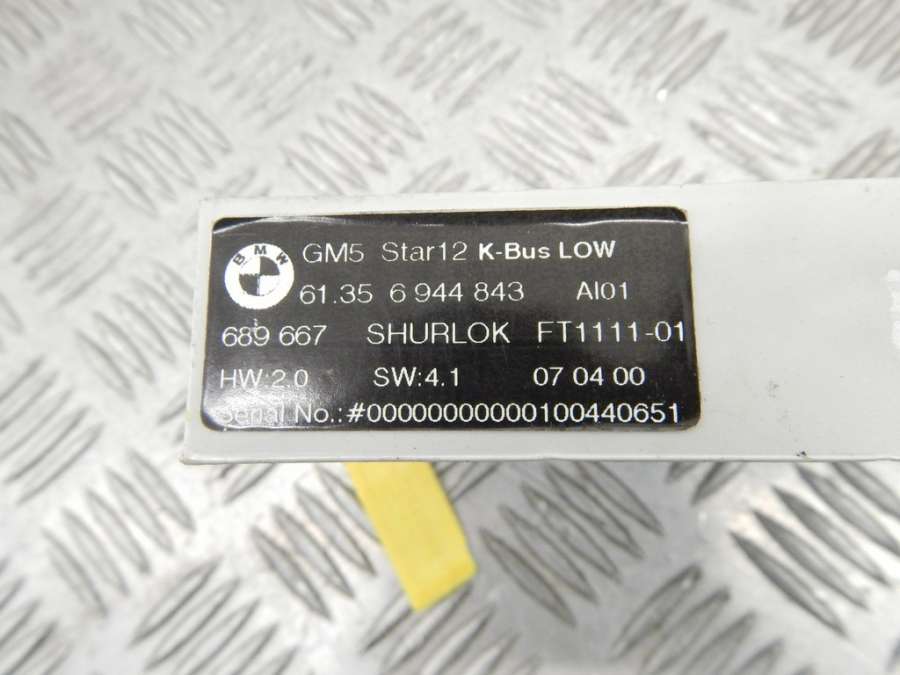 BMW
GM5 Star12 K-Bus LOW
61.35 6 944 843 AI01
689 667 SHURLOK FT1111-01
HW:2.0 SW:4.1 07 04 00
Serial No.:#00000000000100440651